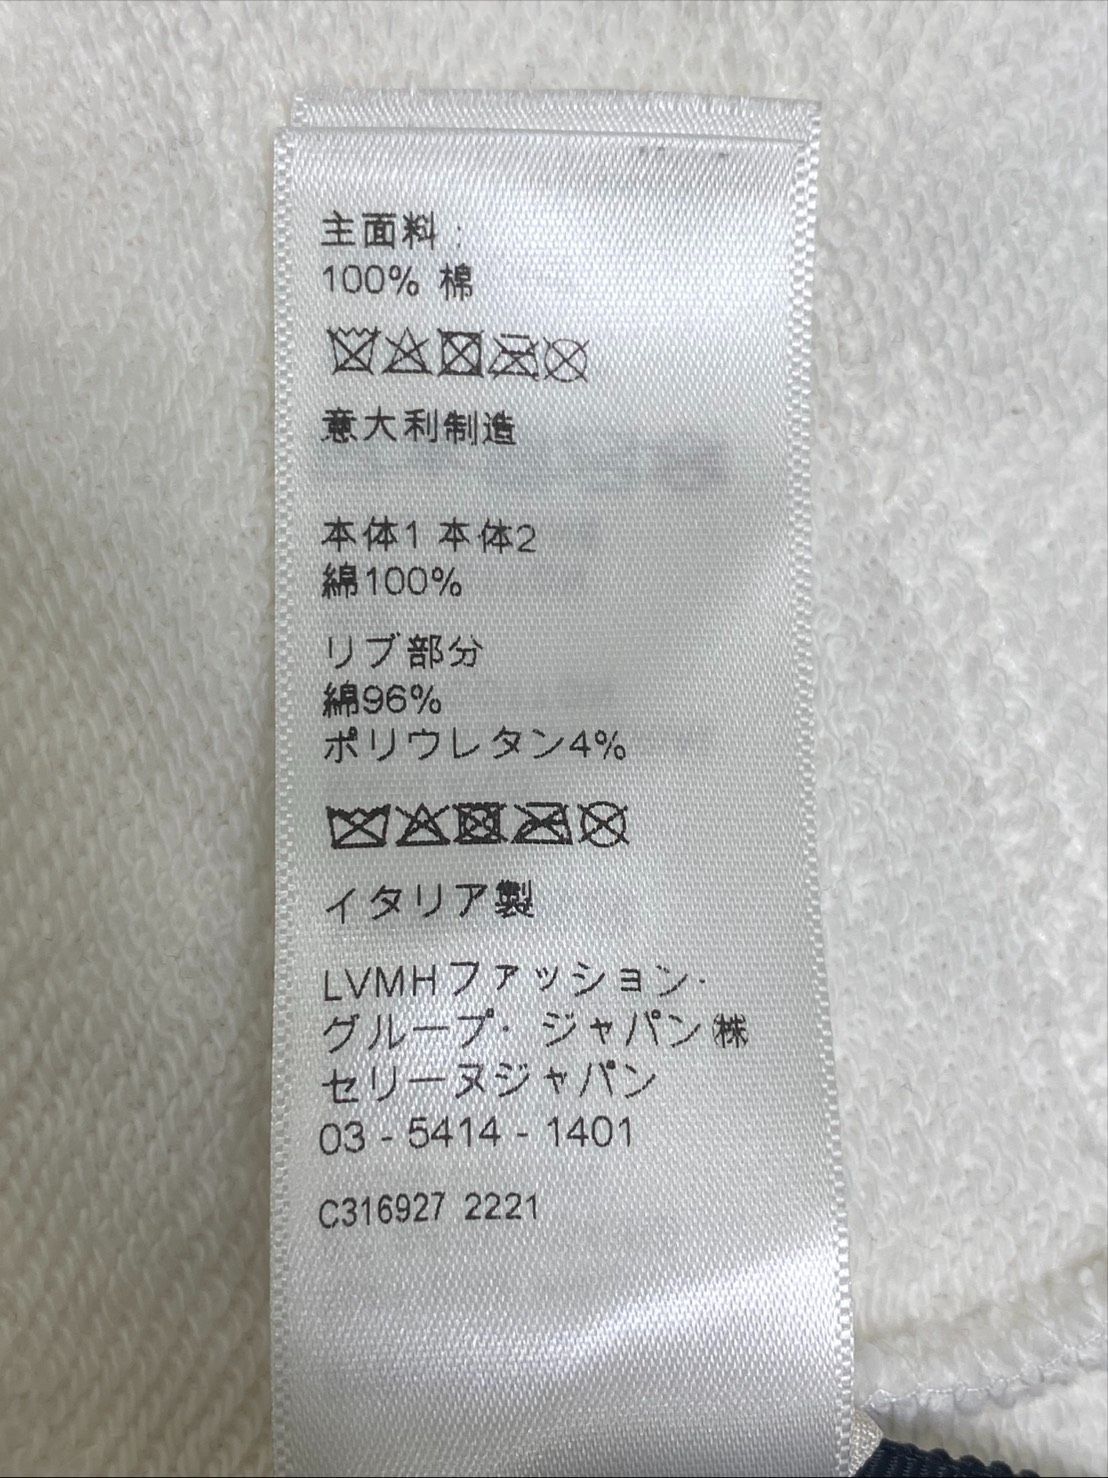 主面料：
100% 棉
意大利制造
本体1 本体2
綿100%
リブ部分
綿96%
ポリウレタン4%
イタリア製
LVMHファッション・
グループ・ジャパン㈱
セリーヌジャパン
03 - 5414 - 1401
C316927 2221